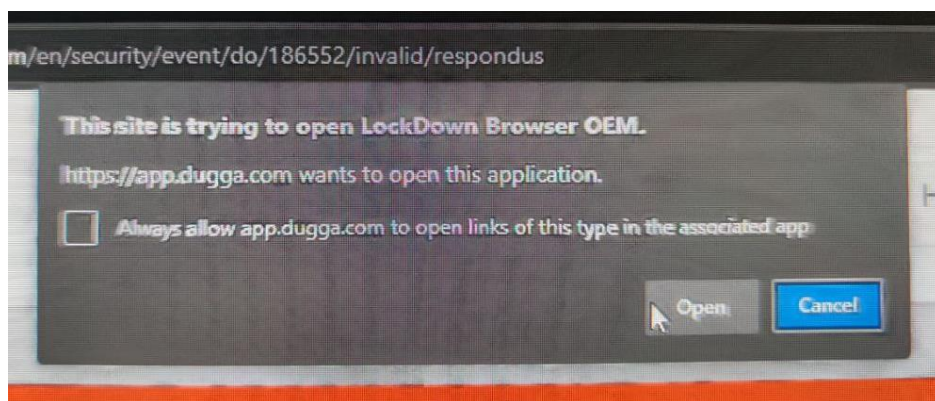 m/en/security/event/do/186552/invalid/respondus
This site is trying to open LockDown Browser OEM.
https://app.dugga.com wants to open this application.
Always allow app.dugga.com to open links of this type in the associated app
Open
Cancel